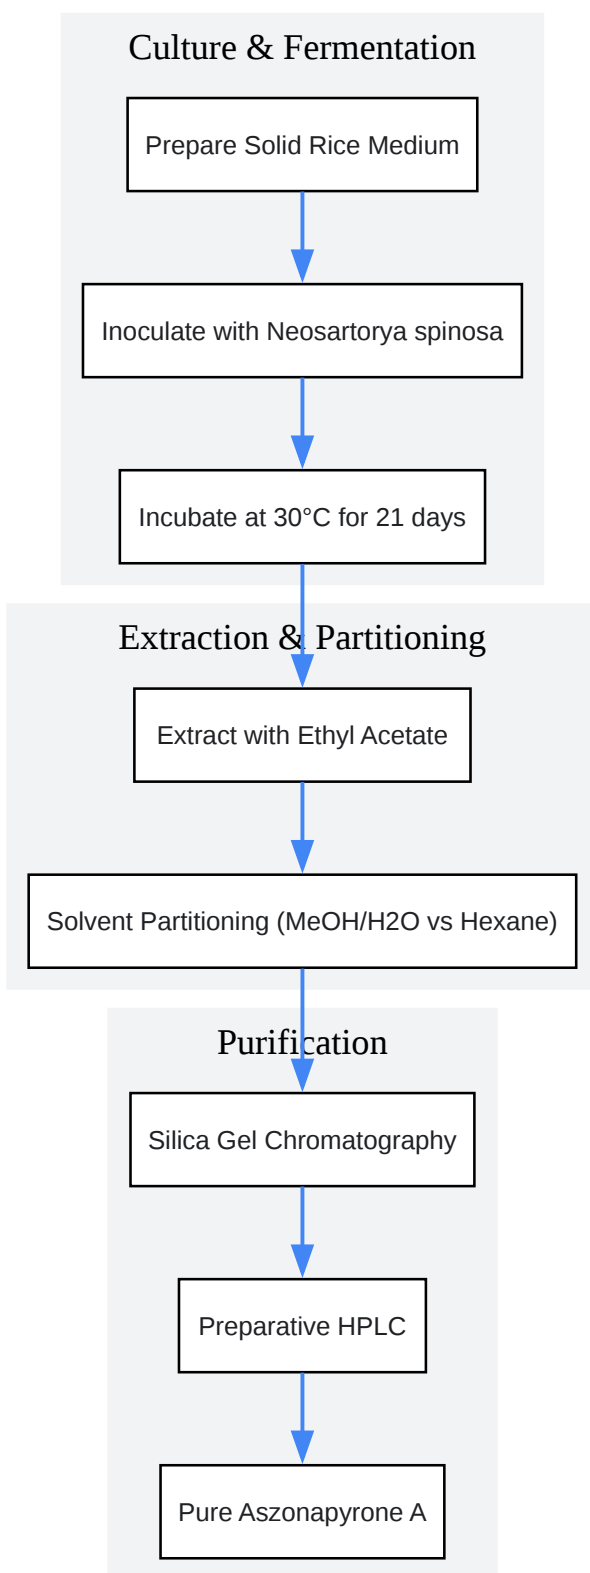 Culture & Fermentation
Prepare Solid Rice Medium
Inoculate with Neosartorya spinosa
Incubate at 30°C for 21 days
Extraction & Partitioning
Extract with Ethyl Acetate
Solvent Partitioning (MeOH/H2O vs Hexane)
Purification
Silica Gel Chromatography
Preparative HPLC
Pure Aszonapyrone A